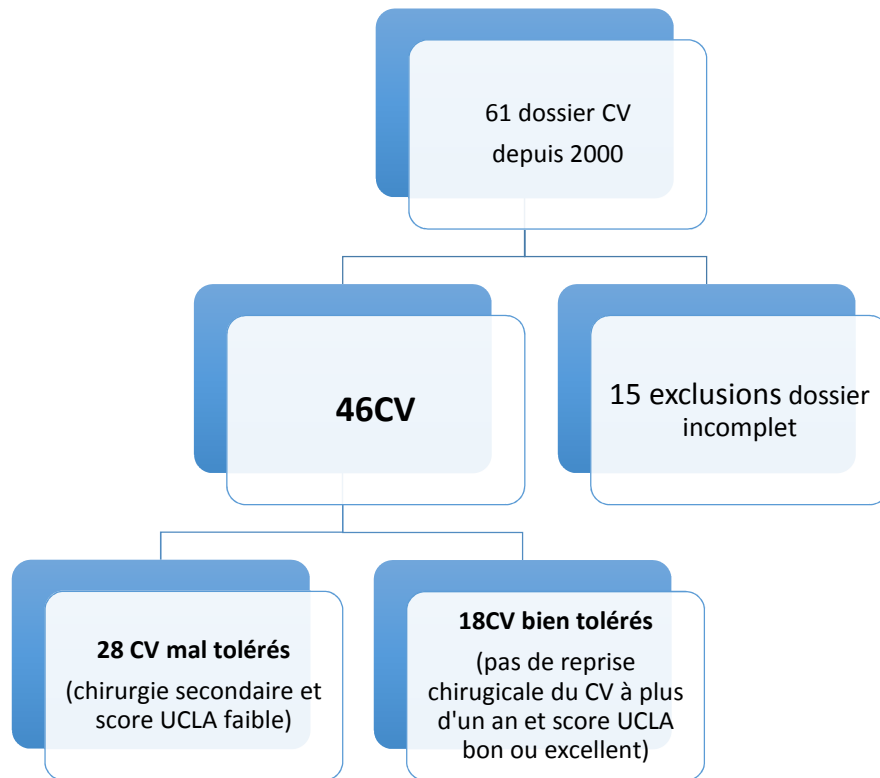 61 dossier CV
depuis 2000
46CV
15 exclusions dossier
incomplet
28 CV mal tolérés
(chirurgie secondaire et
score UCLA faible)
18CV bien tolérés
(pas de reprise
chirugicale du CV à plus
d'un an et score UCLA
bon ou excellent)